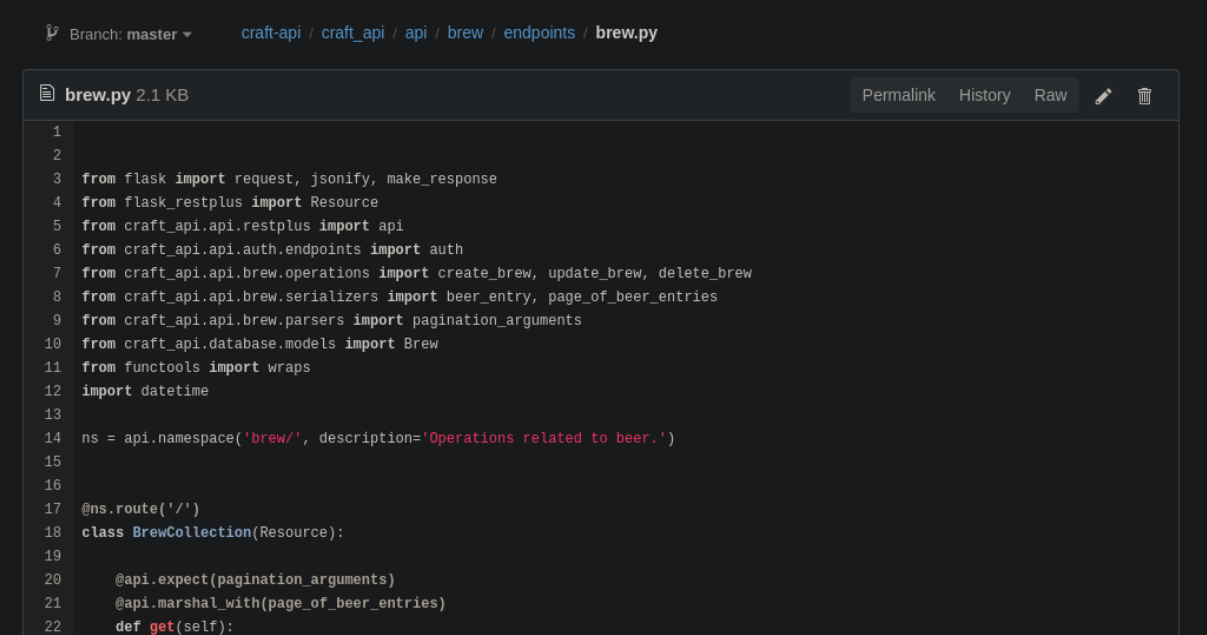 Branch: master craft-api / craft_api / api / brew / endpoints / brew.py
brew.py 2.1 KB Permalink History Raw
1
2
3 from flask import request, jsonify, make_response
4 from flask_restplus import Resource
5 from craft_api.api.restplus import api
6 from craft_api.api.auth.endpoints import auth
7 from craft_api.api.brew.operations import create_brew, update_brew, delete_brew
8 from craft_api.api.brew.serializers import beer_entry, page_of_beer_entries
9 from craft_api.api.brew.parsers import pagination_arguments
10 from craft_api.database.models import Brew
11 from functools import wraps
12 import datetime
13
14 ns = api.namespace('brew/', description='Operations related to beer.')
15
16
17 @ns.route('/')
18 class BrewCollection(Resource):
19
20     @api.expect(pagination_arguments)
21     @api.marshal_with(page_of_beer_entries)
22     def get(self):